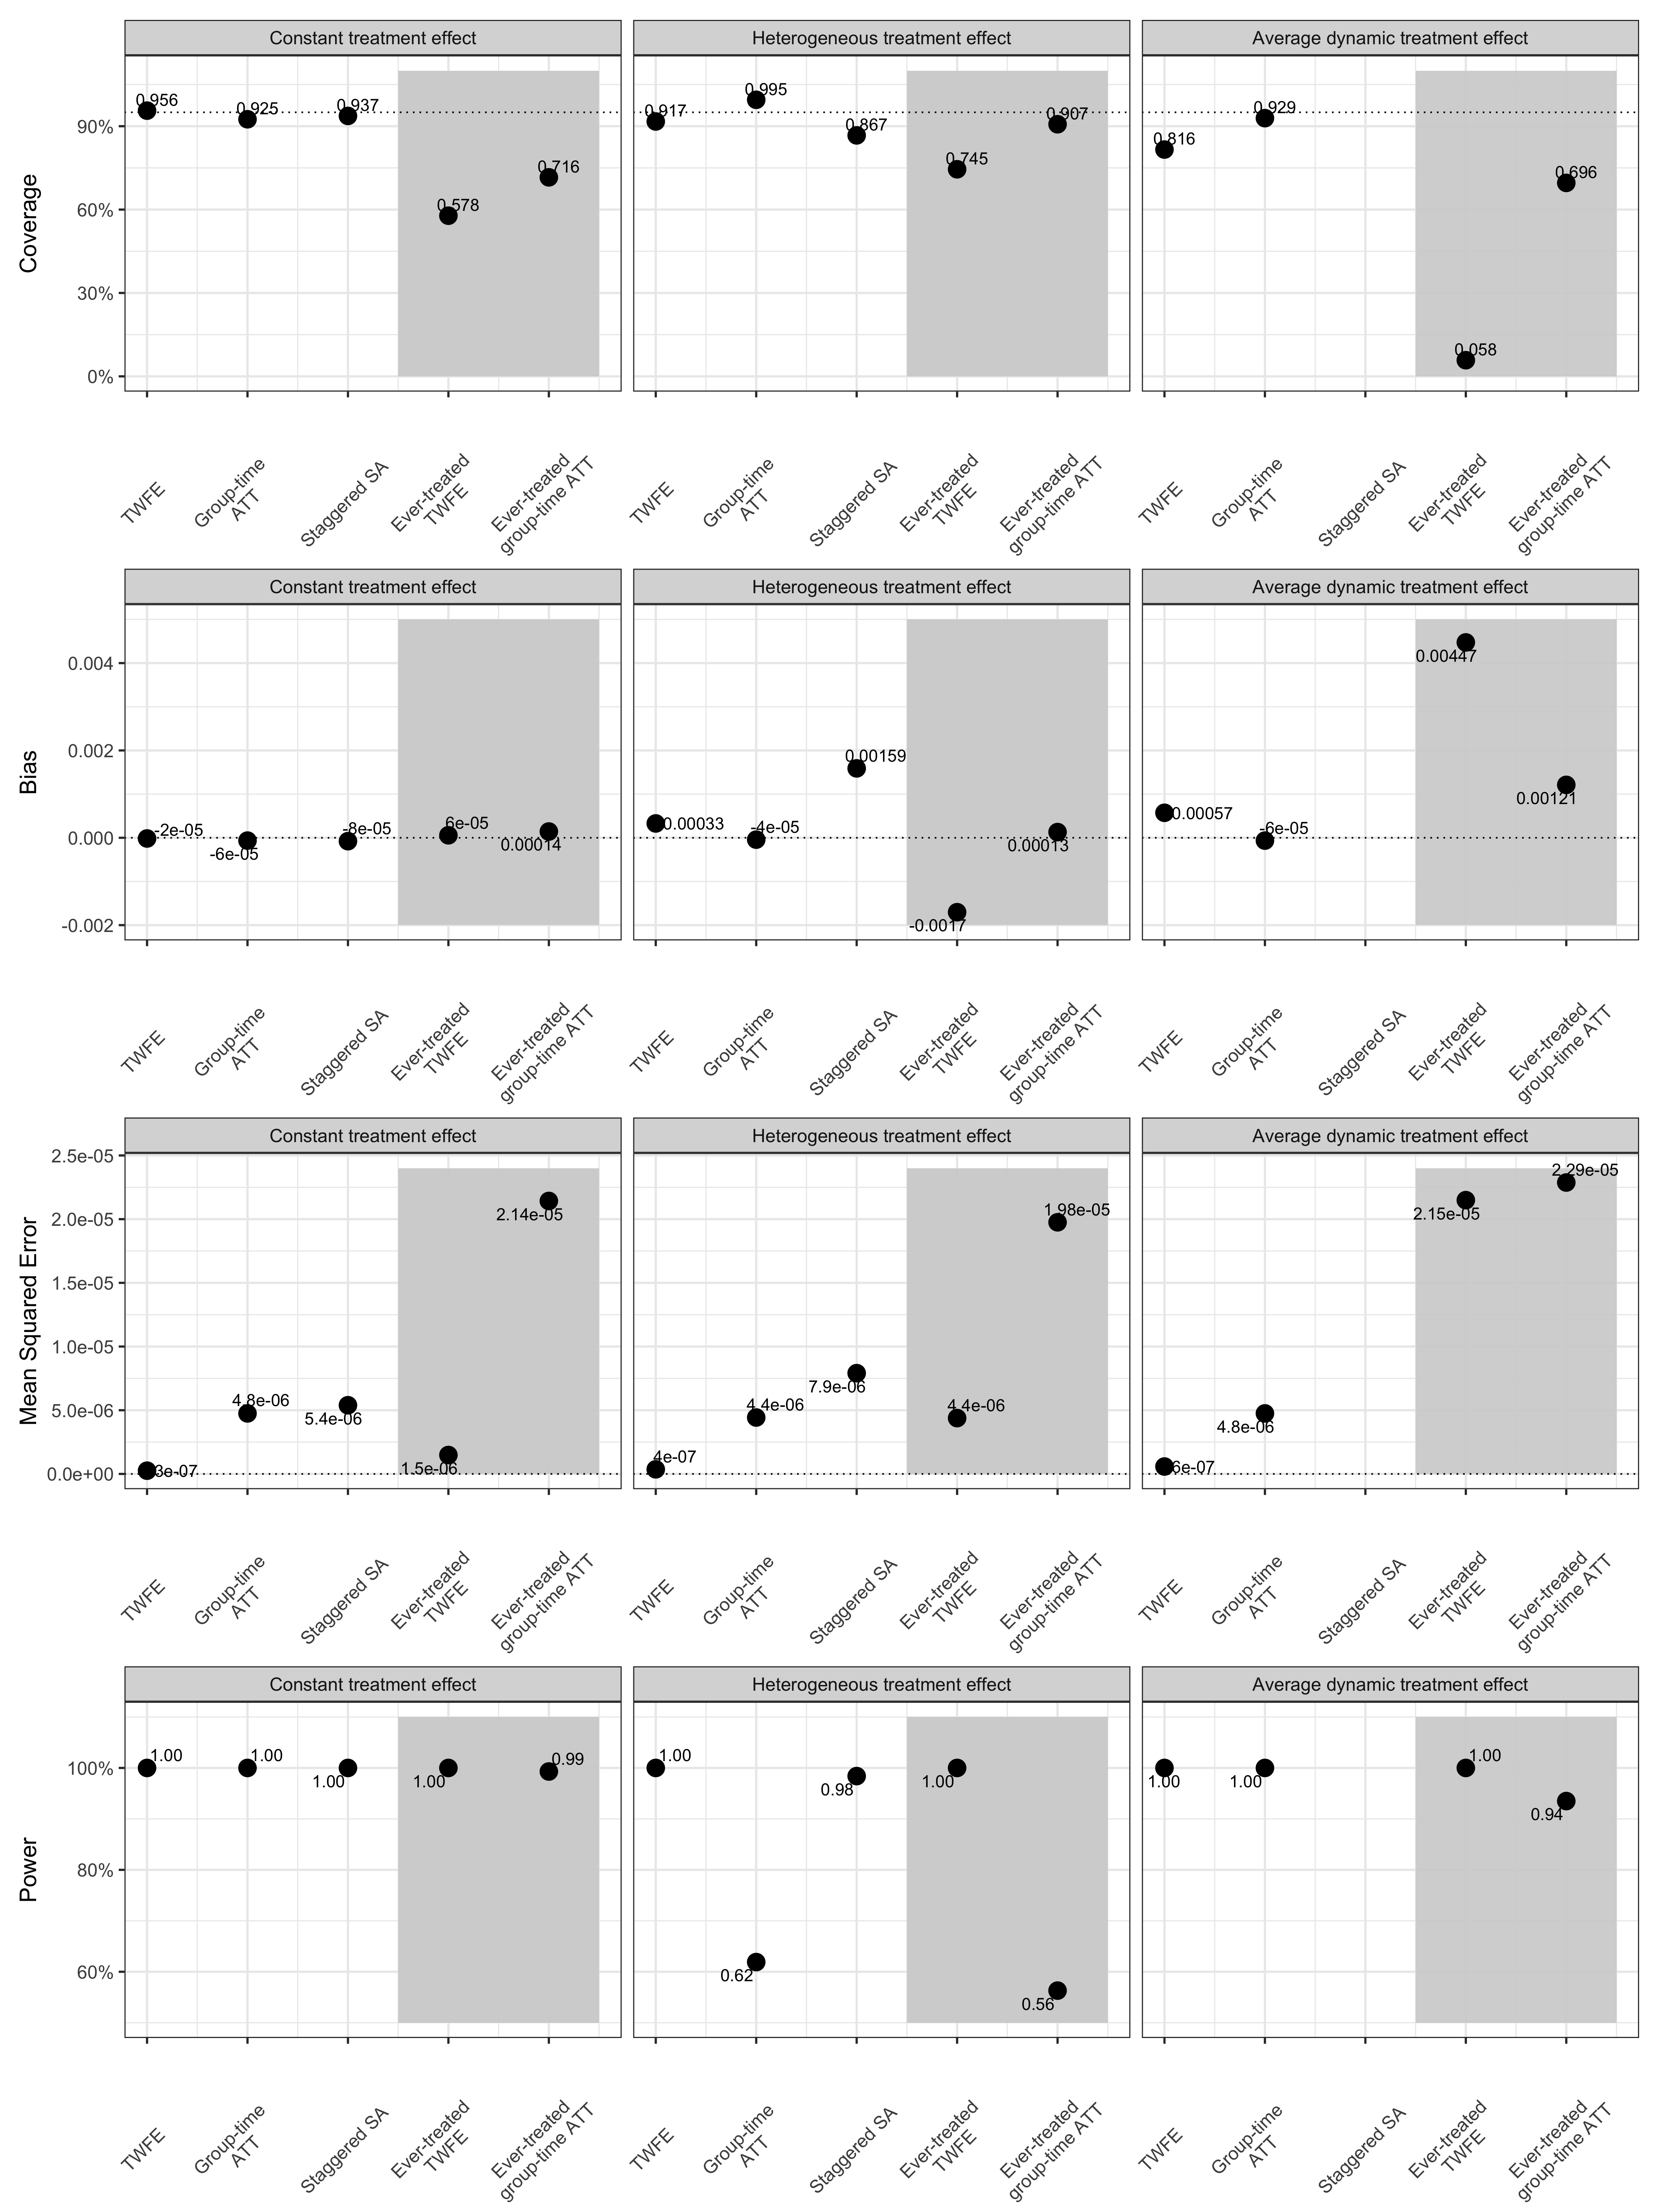 Constant treatment effect
Heterogeneous treatment effect
Average dynamic treatment effect
Coverage
90%
60%
30%
0%
0.956
0.925
0.937
0.578
0.716
0.917
0.995
0.867
0.745
0.907
0.816
0.929
0.058
0.696
TWFE
Group-time
ATT
Staggered SA
Ever-treated
TWFE
Ever-treated
group-time ATT
TWFE
Group-time
ATT
Staggered SA
Ever-treated
TWFE
Ever-treated
group-time ATT
TWFE
Group-time
ATT
Staggered SA
Ever-treated
TWFE
Ever-treated
group-time ATT
Constant treatment effect
Heterogeneous treatment effect
Average dynamic treatment effect
Bias
0.004
0.002
0.000
-0.002
-2e-05
-6e-05
-8e-05
6e-05
0.00014
0.00033
-4e-05
0.00159
-0.0017
0.00013
0.00057
-6e-05
0.00447
0.00121
TWFE
Group-time
ATT
Staggered SA
Ever-treated
TWFE
Ever-treated
group-time ATT
TWFE
Group-time
ATT
Staggered SA
Ever-treated
TWFE
Ever-treated
group-time ATT
TWFE
Group-time
ATT
Staggered SA
Ever-treated
TWFE
Ever-treated
group-time ATT
Constant treatment effect
Heterogeneous treatment effect
Average dynamic treatment effect
Mean Squared Error
2.5e-05
2.0e-05
1.5e-05
1.0e-05
5.0e-06
0.0e+00
3e-07
4.8e-06
5.4e-06
1.5e-06
2.14e-05
4e-07
4.4e-06
7.9e-06
4.4e-06
1.98e-05
6e-07
4.8e-06
2.15e-05
2.29e-05
TWFE
Group-time
ATT
Staggered SA
Ever-treated
TWFE
Ever-treated
group-time ATT
TWFE
Group-time
ATT
Staggered SA
Ever-treated
TWFE
Ever-treated
group-time ATT
TWFE
Group-time
ATT
Staggered SA
Ever-treated
TWFE
Ever-treated
group-time ATT
Constant treatment effect
Heterogeneous treatment effect
Average dynamic treatment effect
Power
100%
80%
60%
1.00
1.00
1.00
1.00
0.99
1.00
0.62
0.98
1.00
0.56
1.00
1.00
1.00
0.94
TWFE
Group-time
ATT
Staggered SA
Ever-treated
TWFE
Ever-treated
group-time ATT
TWFE
Group-time
ATT
Staggered SA
Ever-treated
TWFE
Ever-treated
group-time ATT
TWFE
Group-time
ATT
Staggered SA
Ever-treated
TWFE
Ever-treated
group-time ATT